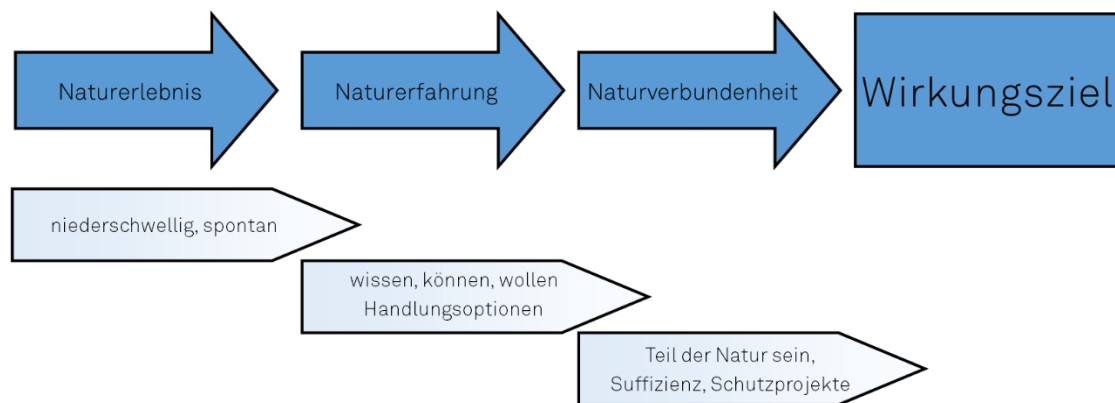 Naturerlebnis
Naturerfahrung
Naturverbundenheit
Wirkungsziel
niederschwellig, spontan
wissen, können, wollen
Handlungsoptionen
Teil der Natur sein,
Suffizienz, Schutzprojekte